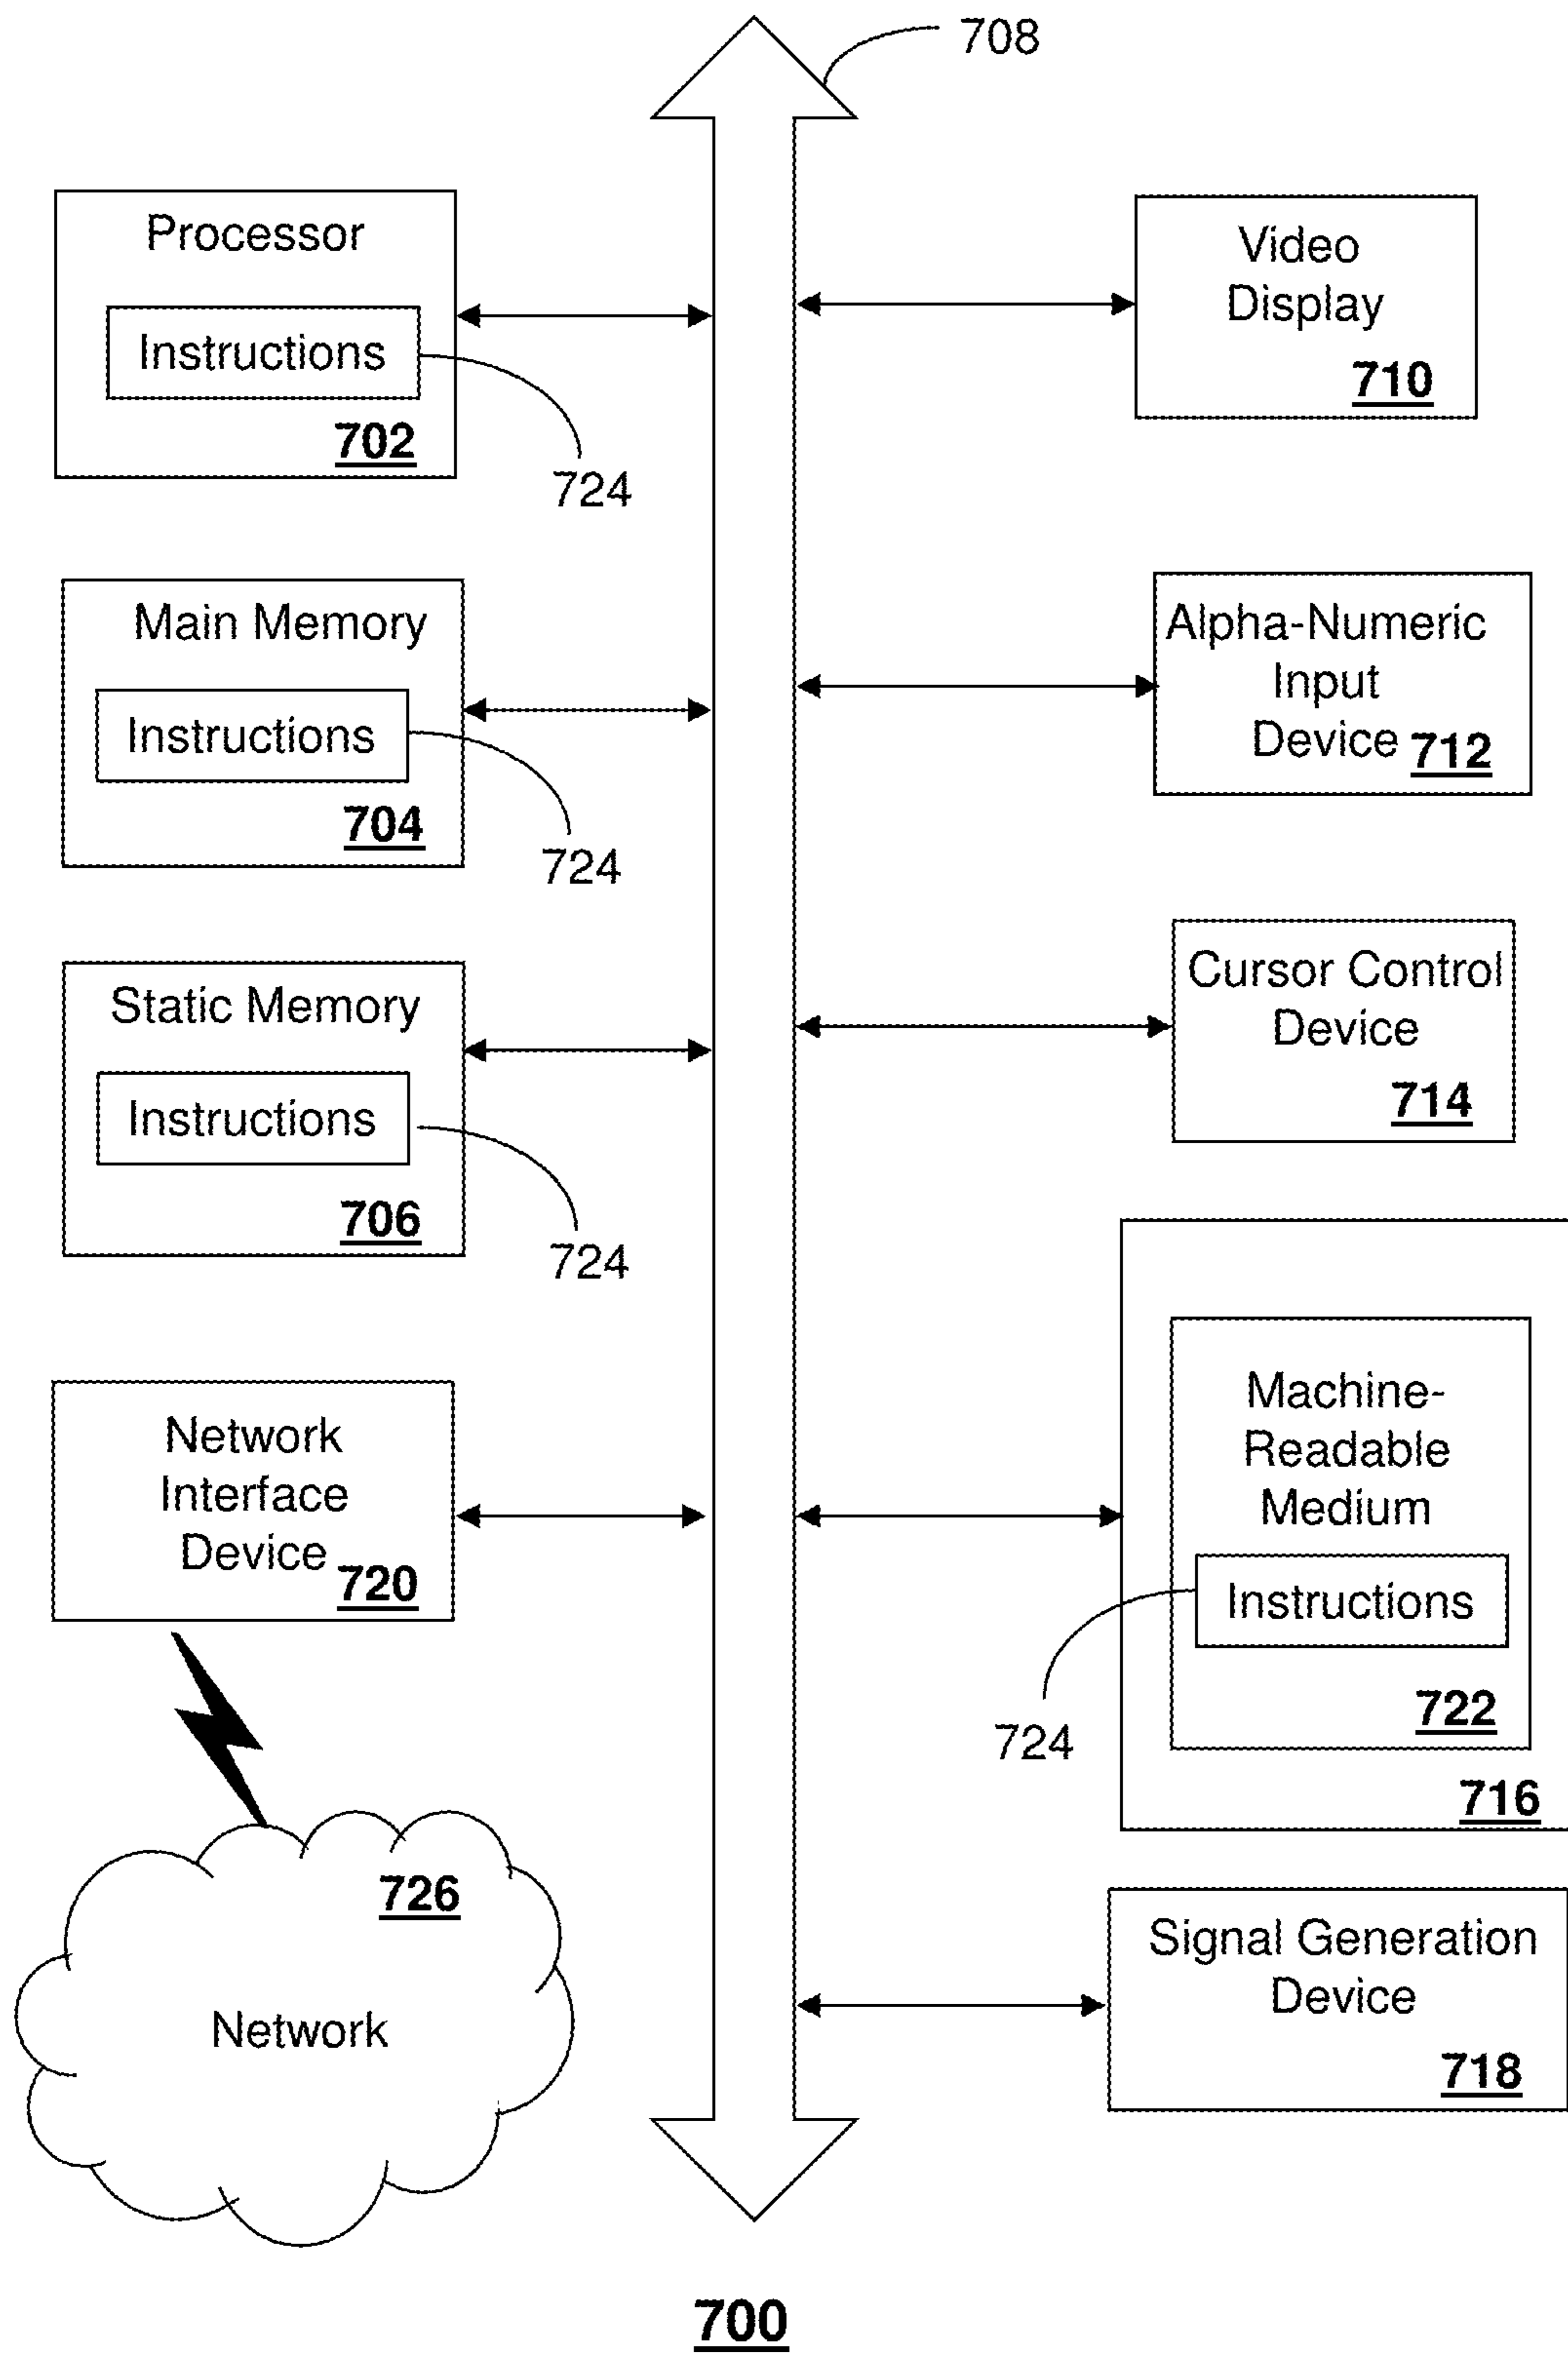 708
Processor
Instructions
702
724
Main Memory
Instructions
704
724
Static Memory
Instructions
706
724
Network
Interface
Device
720
726
Network
Video
Display
710
Alpha-Numeric
Input
Device
712
Cursor Control
Device
714
Machine-
Readable
Medium
Instructions
724
722
716
Signal Generation
Device
718
700